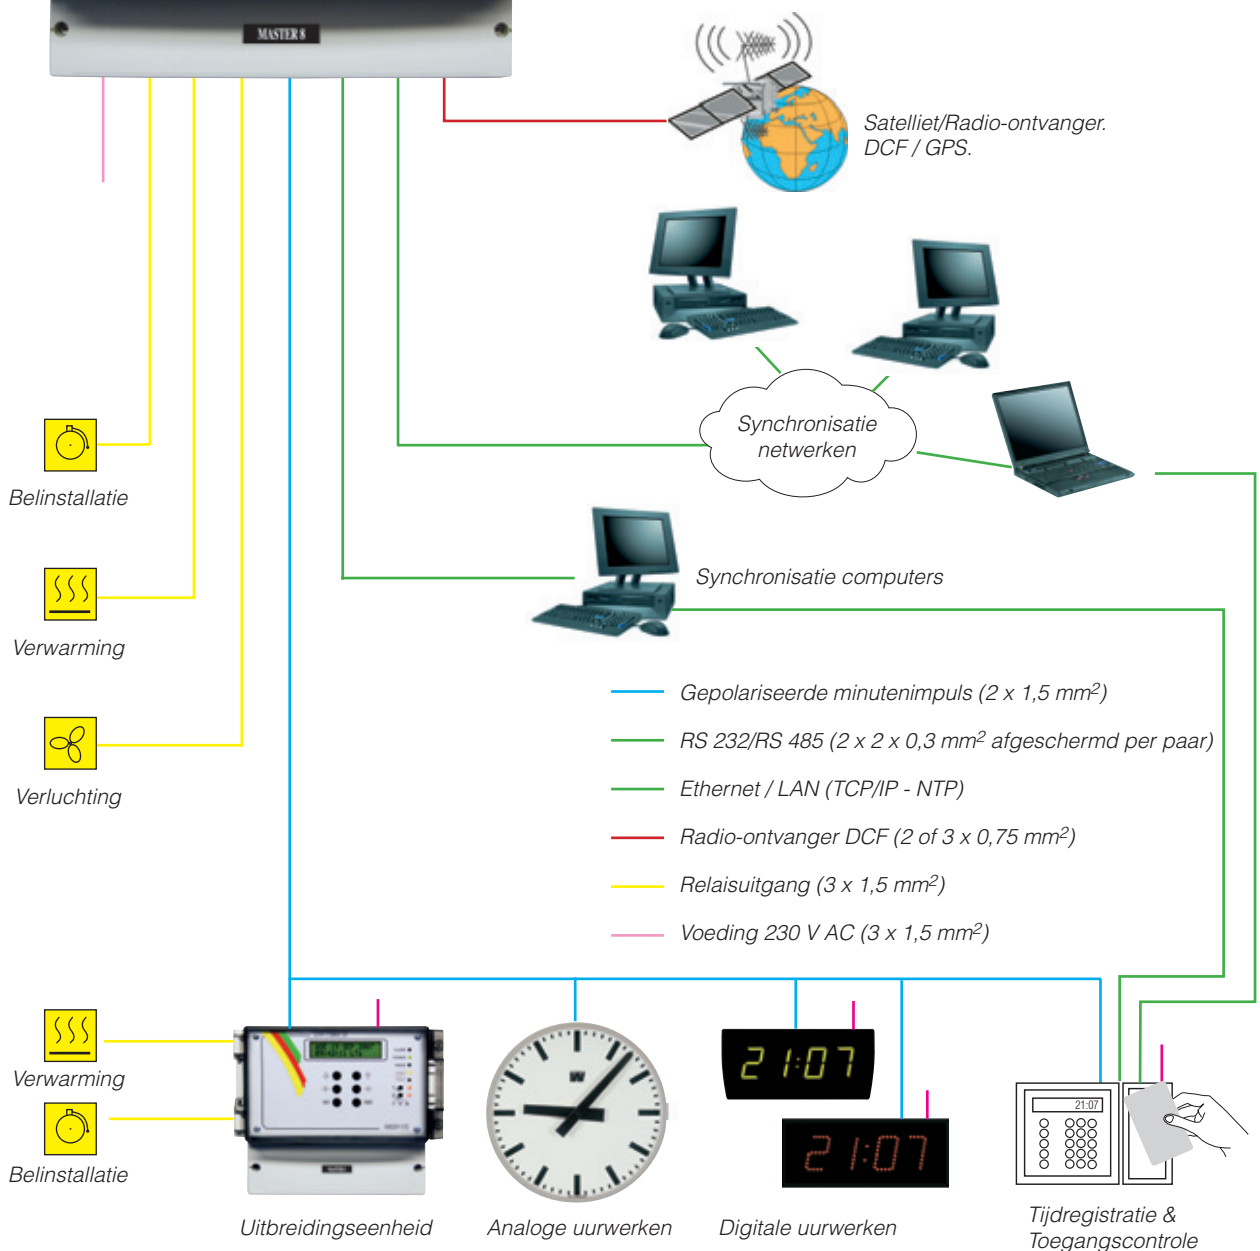 MASTER 8
Satelliet/Radio-ontvanger.
DCF / GPS.
Synchronisatie
netwerken
Belinstallatie
Synchronisatie computers
Verwarming
Gepolariseerde minutenimpuls (2 x 1,5 mm²)
RS 232/RS 485 (2 x 2 x 0,3 mm² afgeschermd per paar)
Verluchting
Ethernet / LAN (TCP/IP - NTP)
Radio-ontvanger DCF (2 of 3 x 0,75 mm²)
Relaisuitgang (3 x 1,5 mm²)
Voeding 230 V AC (3 x 1,5 mm²)
Verwarming
21:07
21:07
21:07
Belinstallatie
Uitbreidingseenheid
Analoge uurwerken
Digitale uurwerken
Tijdregistratie &
Toegangscontrole